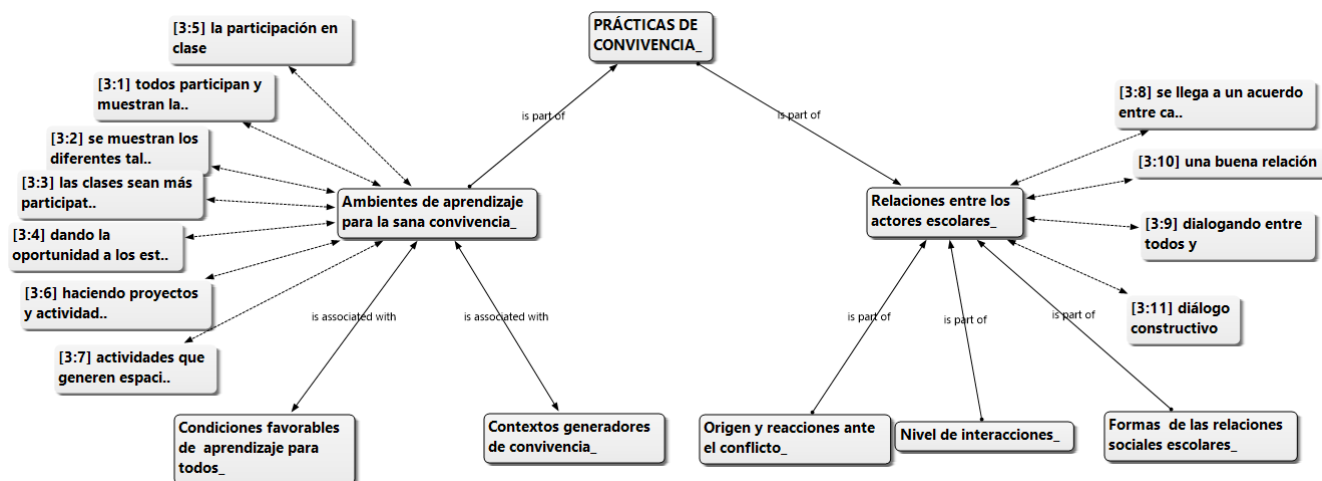 PRÁCTICAS DE
CONVIVENCIA_
[3:5] la participación en
clase
[3:1] todos participan y
muestran la..
[3:2] se muestran los
diferentes tal..
[3:3] las clases sean más
participat..
[3:4] dando la
oportunidad a los est..
[3:6] haciendo proyectos
y actividad..
[3:7] actividades que
generen espaci..
is part of
is part of
Ambientes de aprendizaje
para la sana convivencia_
Relaciones entre los
actores escolares_
[3:8] se llega a un acuerdo
entre ca..
[3:10] una buena relación
[3:9] dialogando entre
todos y
[3:11] diálogo
constructivo
is associated with
is associated with
is part of
is part of
is part of
Condiciones favorables
de aprendizaje para
todos_
Contextos generadores
de convivencia_
Origen y reacciones ante
el conflicto_
Nivel de interacciones_
Formas de las relaciones
sociales escolares_